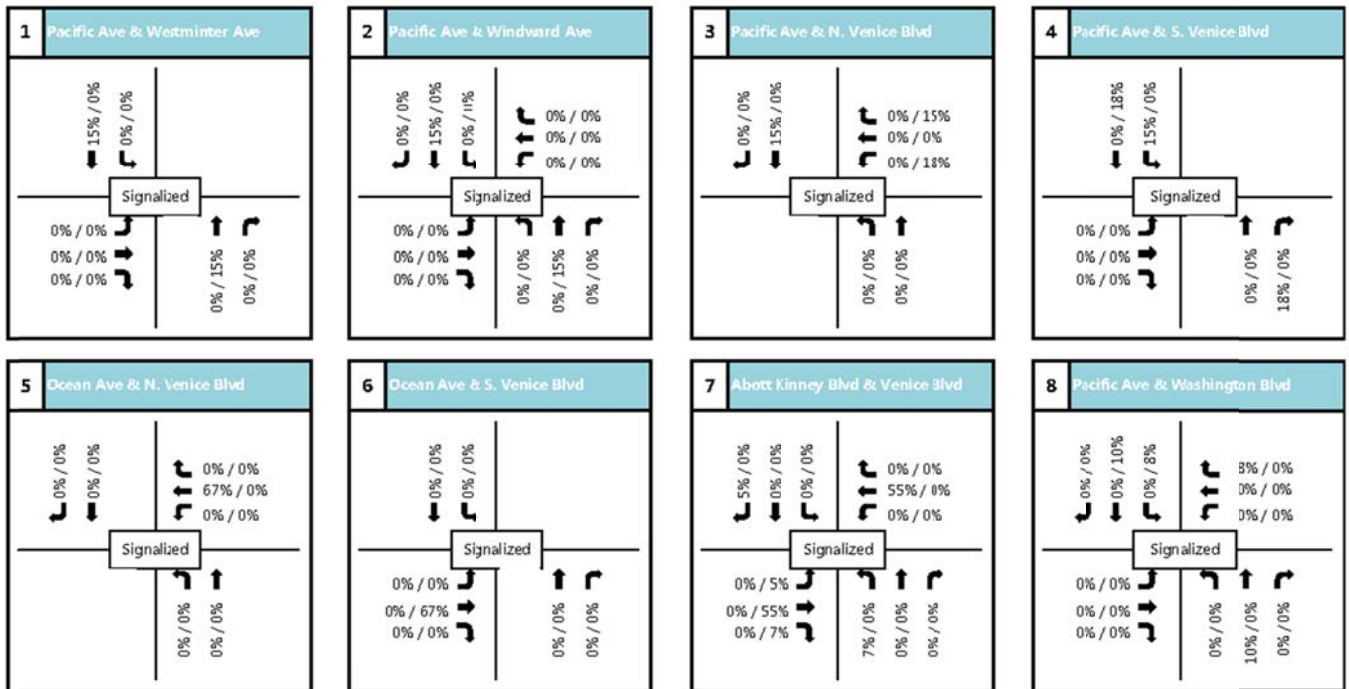 1 Pacific Ave & Westminter Ave
15% / 0%
0% / 0%
Signalized
0% / 0%
0% / 0%
0% / 0%
0% / 15%
0% / 0%
2 Pacific Ave & Windward Ave
0% / 0%
15% / 0%
0% / 0%
0% / 0%
0% / 0%
0% / 0%
Signalized
0% / 0%
0% / 0%
0% / 0%
0% / 0%
0% / 15%
0% / 0%
3 Pacific Ave & N. Venice Blvd
0% / 0%
15% / 0%
0% / 15%
0% / 0%
0% / 18%
Signalized
0% / 0%
0% / 0%
4 Pacific Ave & S. Venice Blvd
0% / 18%
15% / 0%
Signalized
0% / 0%
0% / 0%
0% / 0%
0% / 0%
18% / 0%
5 Ocean Ave & N. Venice Blvd
0% / 0%
0% / 0%
0% / 0%
67% / 0%
0% / 0%
Signalized
0% / 0%
0% / 0%
6 Ocean Ave & S. Venice Blvd
0% / 0%
0% / 0%
Signalized
0% / 0%
0% / 67%
0% / 0%
0% / 0%
0% / 0%
7 Abott Kinney Blvd & Venice Blvd
5% / 0%
0% / 0%
0% / 0%
0% / 0%
55% / 0%
0% / 0%
Signalized
0% / 5%
0% / 55%
0% / 7%
7% / 0%
0% / 0%
0% / 0%
8 Pacific Ave & Washington Blvd
0% / 0%
0% / 10%
0% / 8%
8% / 0%
0% / 0%
0% / 0%
Signalized
0% / 0%
0% / 0%
0% / 0%
0% / 0%
10% / 0%
0% / 0%